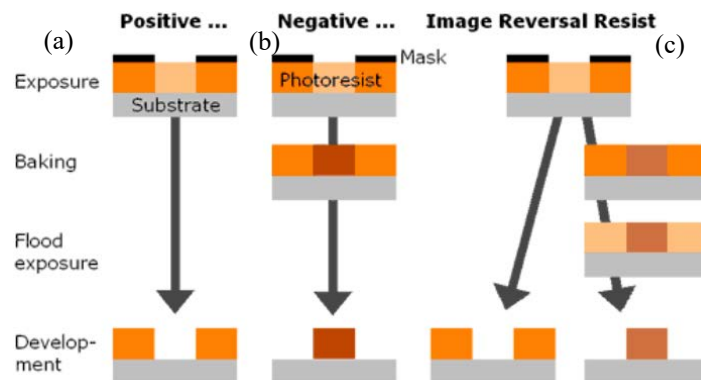 Positive ... Negative ... Image Reversal Resist
(a) (b) (c)
Mask
Exposure Photoresist
Substrate
Baking
Flood
exposure
Develop-
ment